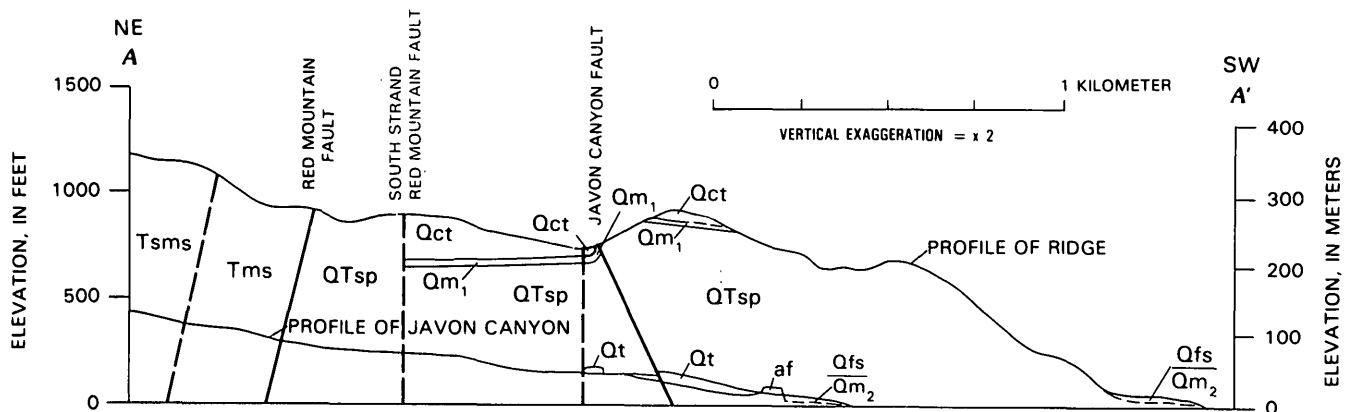 NE
A
SW
A'
ELEVATION, IN FEET
1500
1000
500
0
RED MOUNTAIN
FAULT
SOUTH STRAND
RED MOUNTAIN FAULT
JAVON CANYON FAULT
0
1 KILOMETER
VERTICAL EXAGGERATION = x 2
400
300
200
100
0
ELEVATION, IN METERS
Tsms
Tms
QTsp
Qct
Qm1
QTsp
Qct
Qm1
Qct
Qm1
QTsp
PROFILE OF RIDGE
PROFILE OF JAVON CANYON
Qt
Qt
af
Qfs
Qm2
Qfs
Qm2